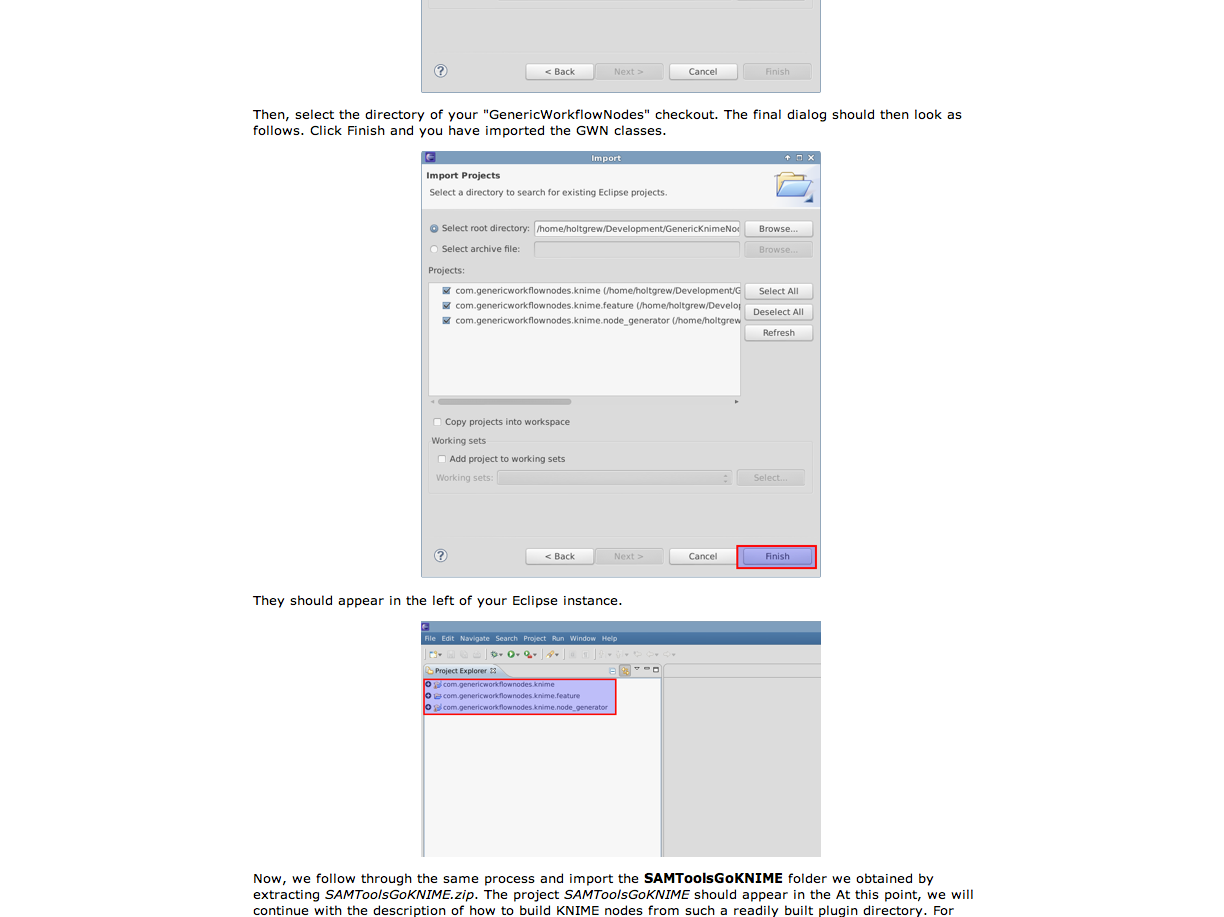 < Back Next > Cancel Finish
Then, select the directory of your "GenericWorkflowNodes" checkout. The final dialog should then look as
follows. Click Finish and you have imported the GWN classes.
Import
Import Projects
Select a directory to search for existing Eclipse projects.
Select root directory: /home/holtgrew/Development/GenericKnimeNo Browse...
Select archive file: Browse...
Projects:
com.genericworkflownodes.knime (/home/holtgrew/Development/G Select All
com.genericworkflownodes.knime.feature (/home/holtgrew/Develop Deselect All
com.genericworkflownodes.knime.node_generator (/home/holtgrew Refresh
Copy projects into workspace
Working sets
Add project to working sets
Working sets: Select...
< Back Next > Cancel Finish
They should appear in the left of your Eclipse instance.
File Edit Navigate Search Project Run Window Help
Project Explorer
com.genericworkflownodes.knime
com.genericworkflownodes.knime.feature
com.genericworkflownodes.knime.node_generator
Now, we follow through the same process and import the SAMToolsGoKNIME folder we obtained by
extracting SAMToolsGoKNIME.zip. The project SAMToolsGoKNIME should appear in the At this point, we will
continue with the description of how to build KNIME nodes from such a readily built plugin directory. For